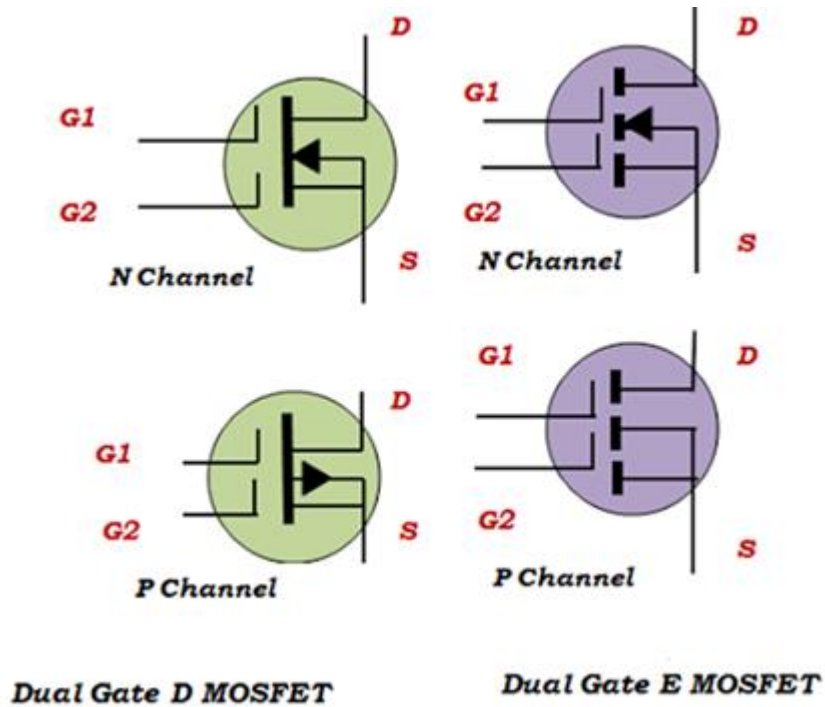 D
G1
G2
S
N Channel
D
G1
G2
S
N Channel
D
G1
G2
S
P Channel
G1
D
G2
S
P Channel
Dual Gate D MOSFET
Dual Gate E MOSFET